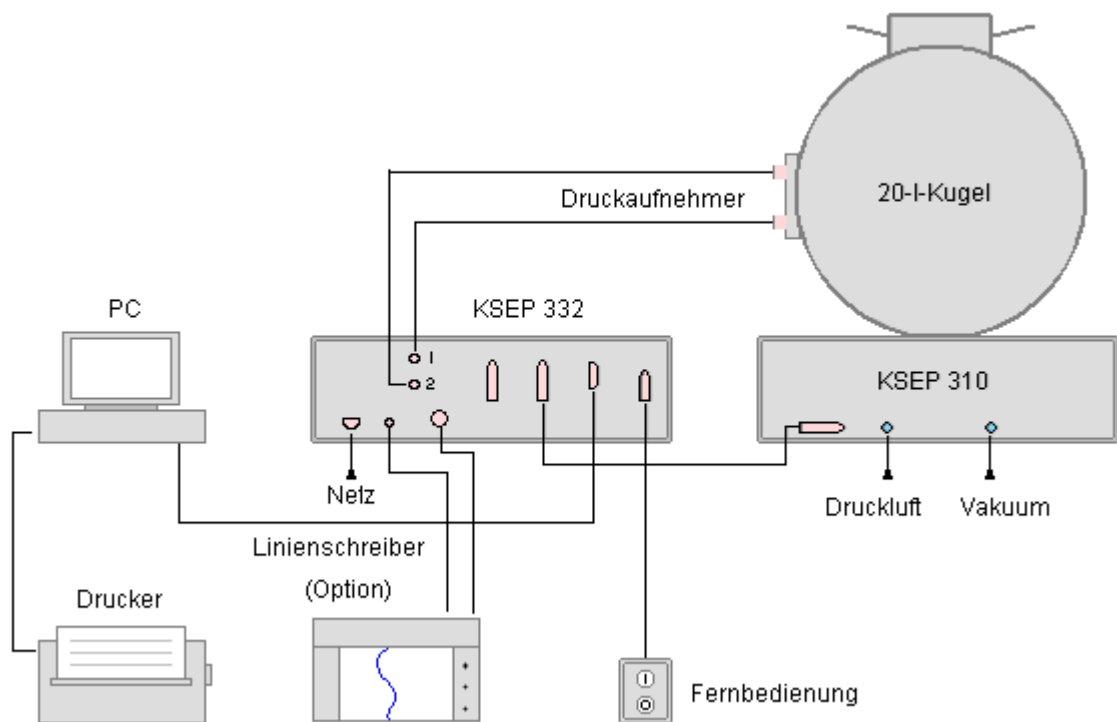 20-l-Kugel
Druckaufnehmer
PC
KSEP 332
1
2
KSEP 310
Netz
Druckluft
Vakuum
Linienschreiber
(Option)
Drucker
Fernbedienung